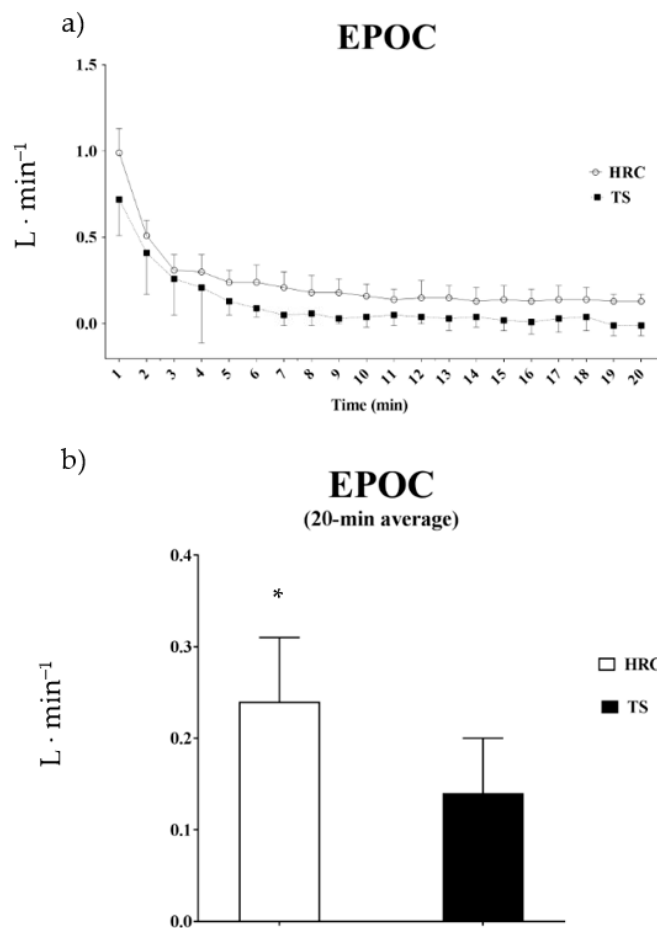 a)
EPOC
L · min⁻¹
1.5
1.0
0.5
0.0
HRC
TS
1 2 3 4 5 6 7 8 9 10 11 12 13 14 15 16 17 18 19 20
Time (min)
b)
EPOC
(20-min average)
L · min⁻¹
0.4
0.3
0.2
0.1
0.0
*
HRC
TS